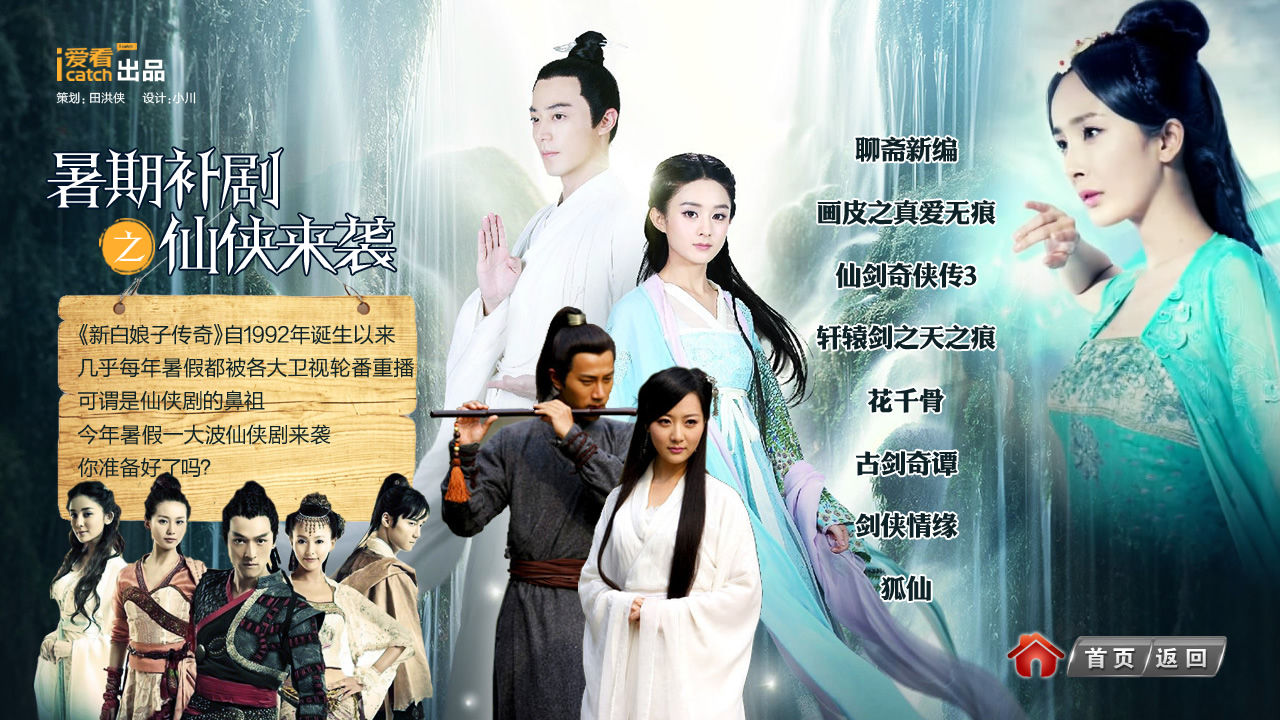 i爱看
catch 出品
策划：田洪侠 设计：小川
暑期补剧
之仙侠来袭
《新白娘子传奇》自1992年诞生以来
几乎每年暑假都被各大卫视轮番重播
可谓是仙侠剧的鼻祖
今年暑假一大波仙侠剧来袭
你准备好了吗?
聊斋新编
画皮之真爱无痕
仙剑奇侠传3
轩辕剑之天之痕
花千骨
古剑奇谭
剑侠情缘
狐仙
首页 返回